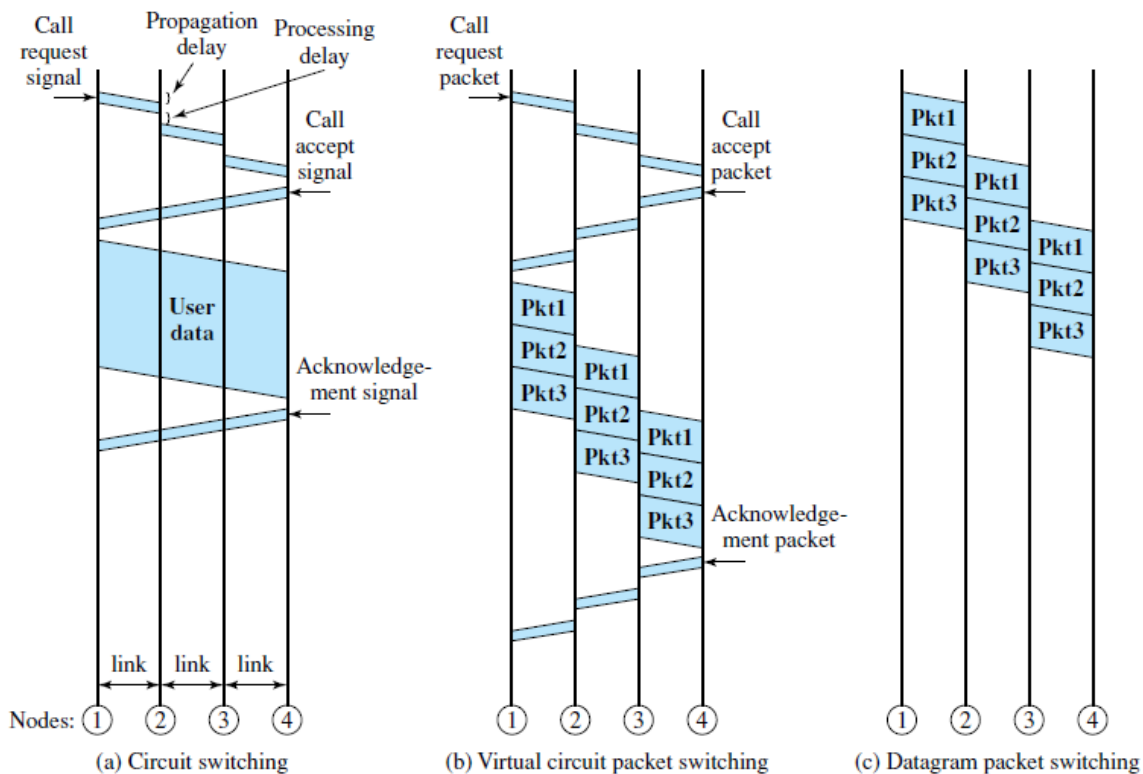 Call
request
signal
Propagation
delay
Processing
delay
Call
accept
signal
User
data
Acknowledge-
ment signal
link
link
link
Nodes: 1 2 3 4
(a) Circuit switching
Call
request
packet
Call
accept
packet
Pkt1
Pkt2
Pkt3
Pkt1
Pkt2
Pkt3
Pkt1
Pkt2
Pkt3
Acknowledge-
ment packet
1 2 3 4
(b) Virtual circuit packet switching
Pkt1
Pkt2
Pkt3
Pkt1
Pkt2
Pkt3
Pkt1
Pkt2
Pkt3
1 2 3 4
(c) Datagram packet switching